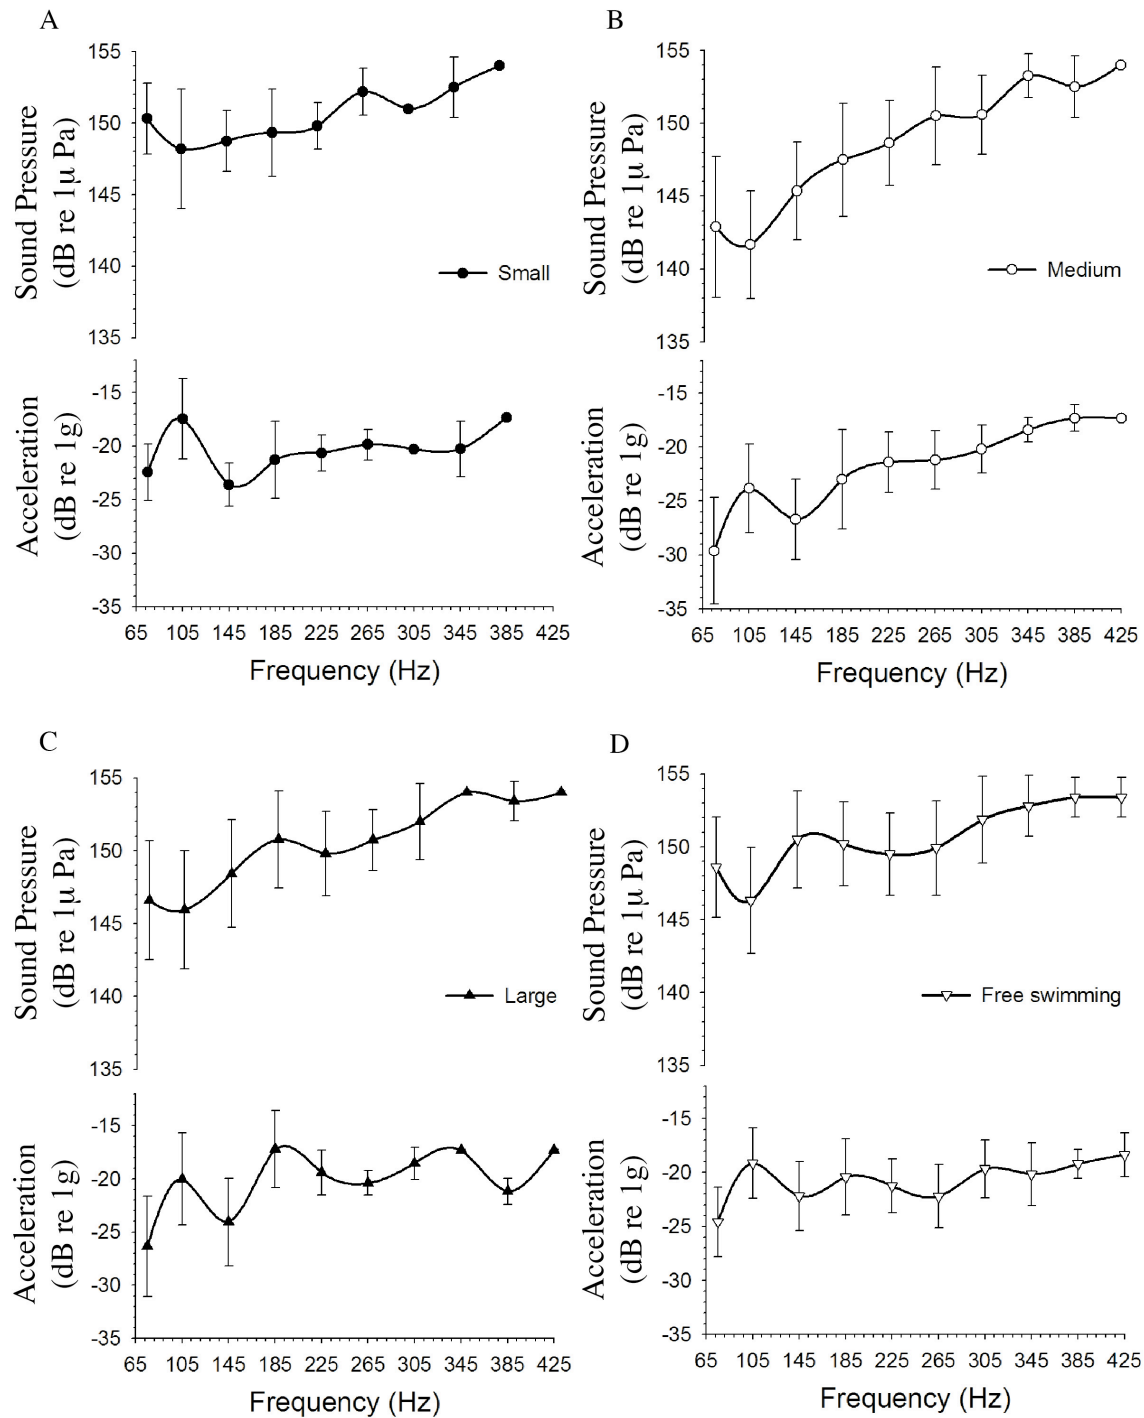 A
155
150
145
140
135
Sound Pressure
(dB re 1µ Pa)
Small
-15
-20
-25
-30
-35
Acceleration
(dB re 1g)
65 105 145 185 225 265 305 345 385 425
Frequency (Hz)
B
155
150
145
140
135
Sound Pressure
(dB re 1µ Pa)
Medium
-15
-20
-25
-30
-35
Acceleration
(dB re 1g)
65 105 145 185 225 265 305 345 385 425
Frequency (Hz)
C
155
150
145
140
135
Sound Pressure
(dB re 1µ Pa)
Large
-15
-20
-25
-30
-35
Acceleration
(dB re 1g)
65 105 145 185 225 265 305 345 385 425
Frequency (Hz)
D
155
150
145
140
135
Sound Pressure
(dB re 1µ Pa)
Free swimming
-15
-20
-25
-30
-35
Acceleration
(dB re 1g)
65 105 145 185 225 265 305 345 385 425
Frequency (Hz)